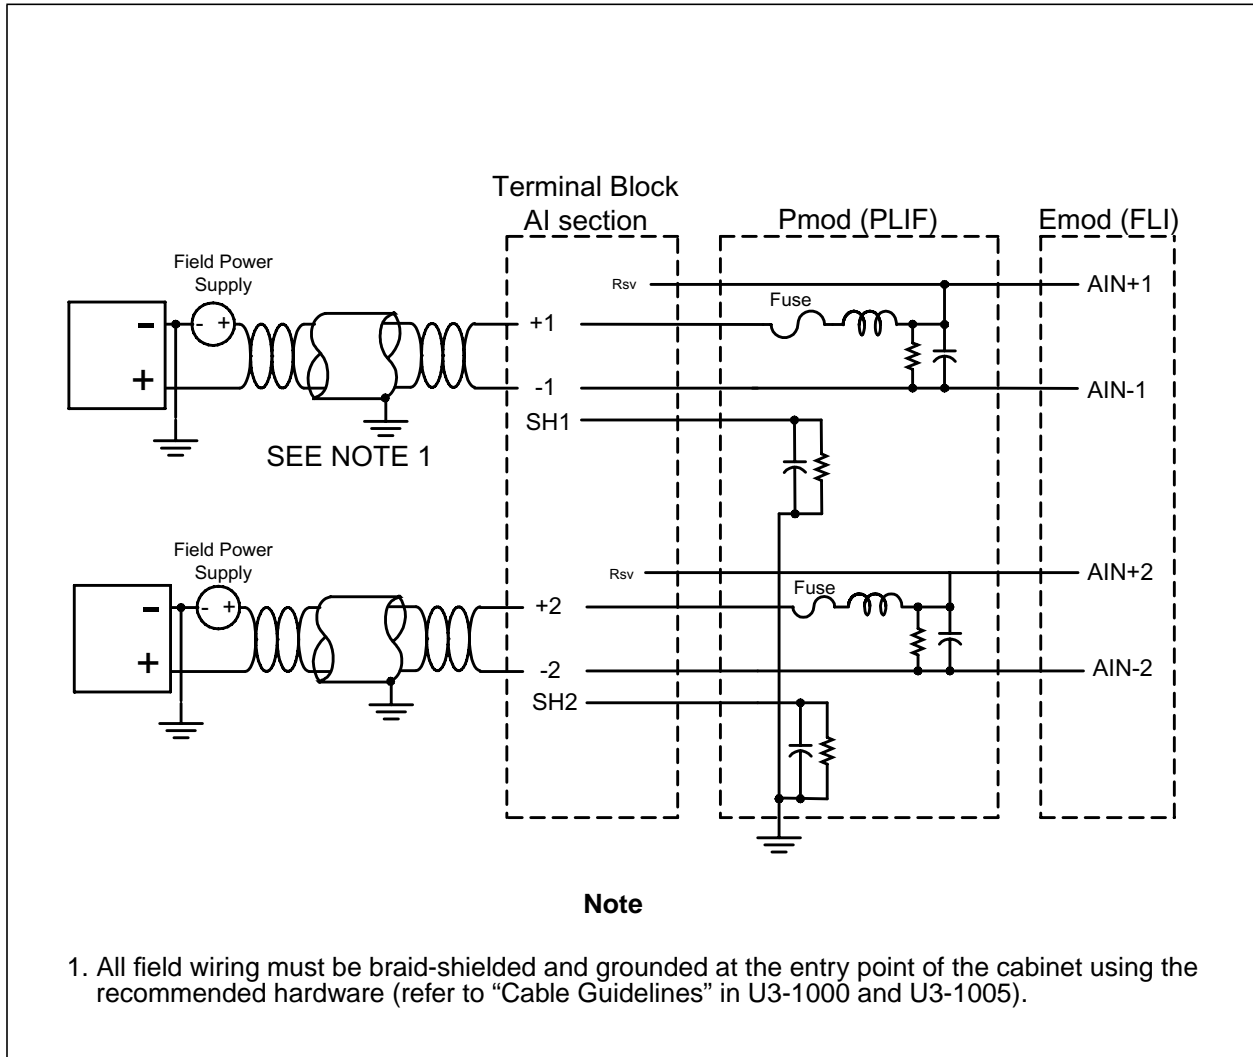 Terminal Block
AI section
Pmod (PLIF)
Emod (FLI)
Field Power
Supply
- - +
+
Rsv
AIN+1
Fuse
+1
-1
AIN-1
SH1
SEE NOTE 1
Field Power
Supply
- - +
+
Rsv
AIN+2
Fuse
+2
-2
AIN-2
SH2
Note
1. All field wiring must be braid-shielded and grounded at the entry point of the cabinet using the
recommended hardware (refer to “Cable Guidelines” in U3-1000 and U3-1005).